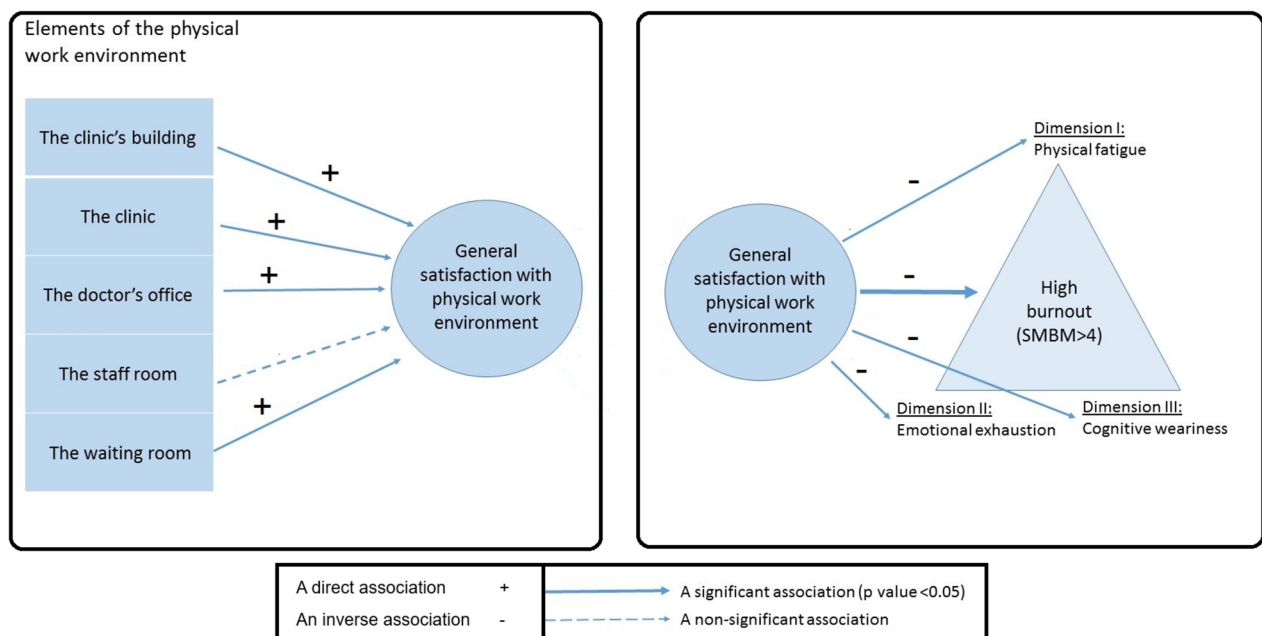 Elements of the physical
work environment
The clinic's building
The clinic
The doctor's office
The staff room
The waiting room
+
+
+
+
General
satisfaction with
physical work
environment
General
satisfaction with
physical work
environment
-
-
-
-
Dimension I:
Physical fatigue
High
burnout
(SMBM>4)
Dimension II:
Emotional exhaustion
Dimension III:
Cognitive weariness
A direct association +
An inverse association -
A significant association (p value <0.05)
A non-significant association